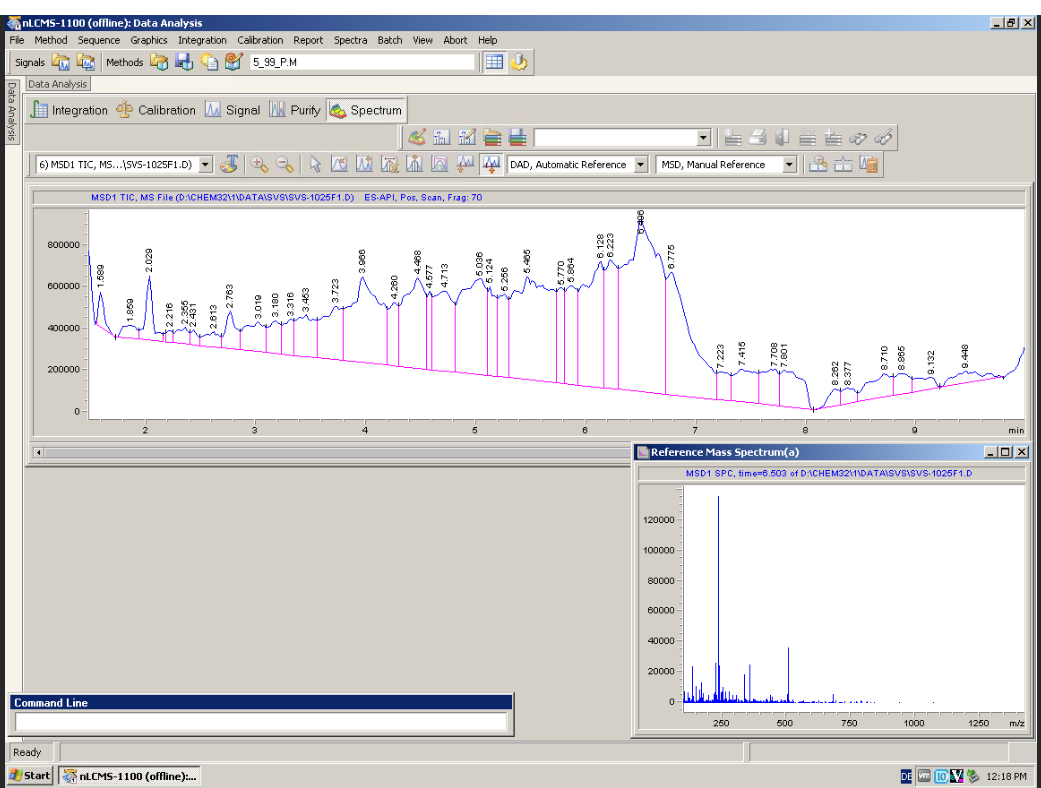 nLCMS-1100 (offline): Data Analysis
File Method Sequence Graphics Integration Calibration Report Spectra Batch View Abort Help
Signals Methods 5_99_P.M
Data Analysis
Data Analysis
Integration Calibration Signal Purify Spectrum
6) MSD1 TIC, MS...\SVS-1025F1.D) DAD, Automatic Reference MSD, Manual Reference
MSD1 TIC, MS File (D:\CHEM32\1\DATA\SVS\SVS-1025F1.D) ES-API, Pos, Scan, Frag: 70
800000
600000
400000
200000
0
1.589 1.859 2.029 2.216 2.355 2.431 2.613 2.763 3.019 3.180 3.316 3.453 3.723 3.966 4.260 4.468 4.577 4.713 5.036 5.124 5.256 5.465 5.770 5.864 6.128 6.223 6.496 6.775 7.223 7.415 7.708 7.801 8.262 8.377 8.710 8.865 9.132 9.448
2 3 4 5 6 7 8 9 min
Reference Mass Spectrum(a)
MSD1 SPC, time=6.503 of D:\CHEM32\1\DATA\SVS\SVS-1025F1.D
120000
100000
80000
60000
40000
20000
0
250 500 750 1000 1250 m/z
Command Line
Ready
Start nLCMS-1100 (offline):... DE 12:18 PM